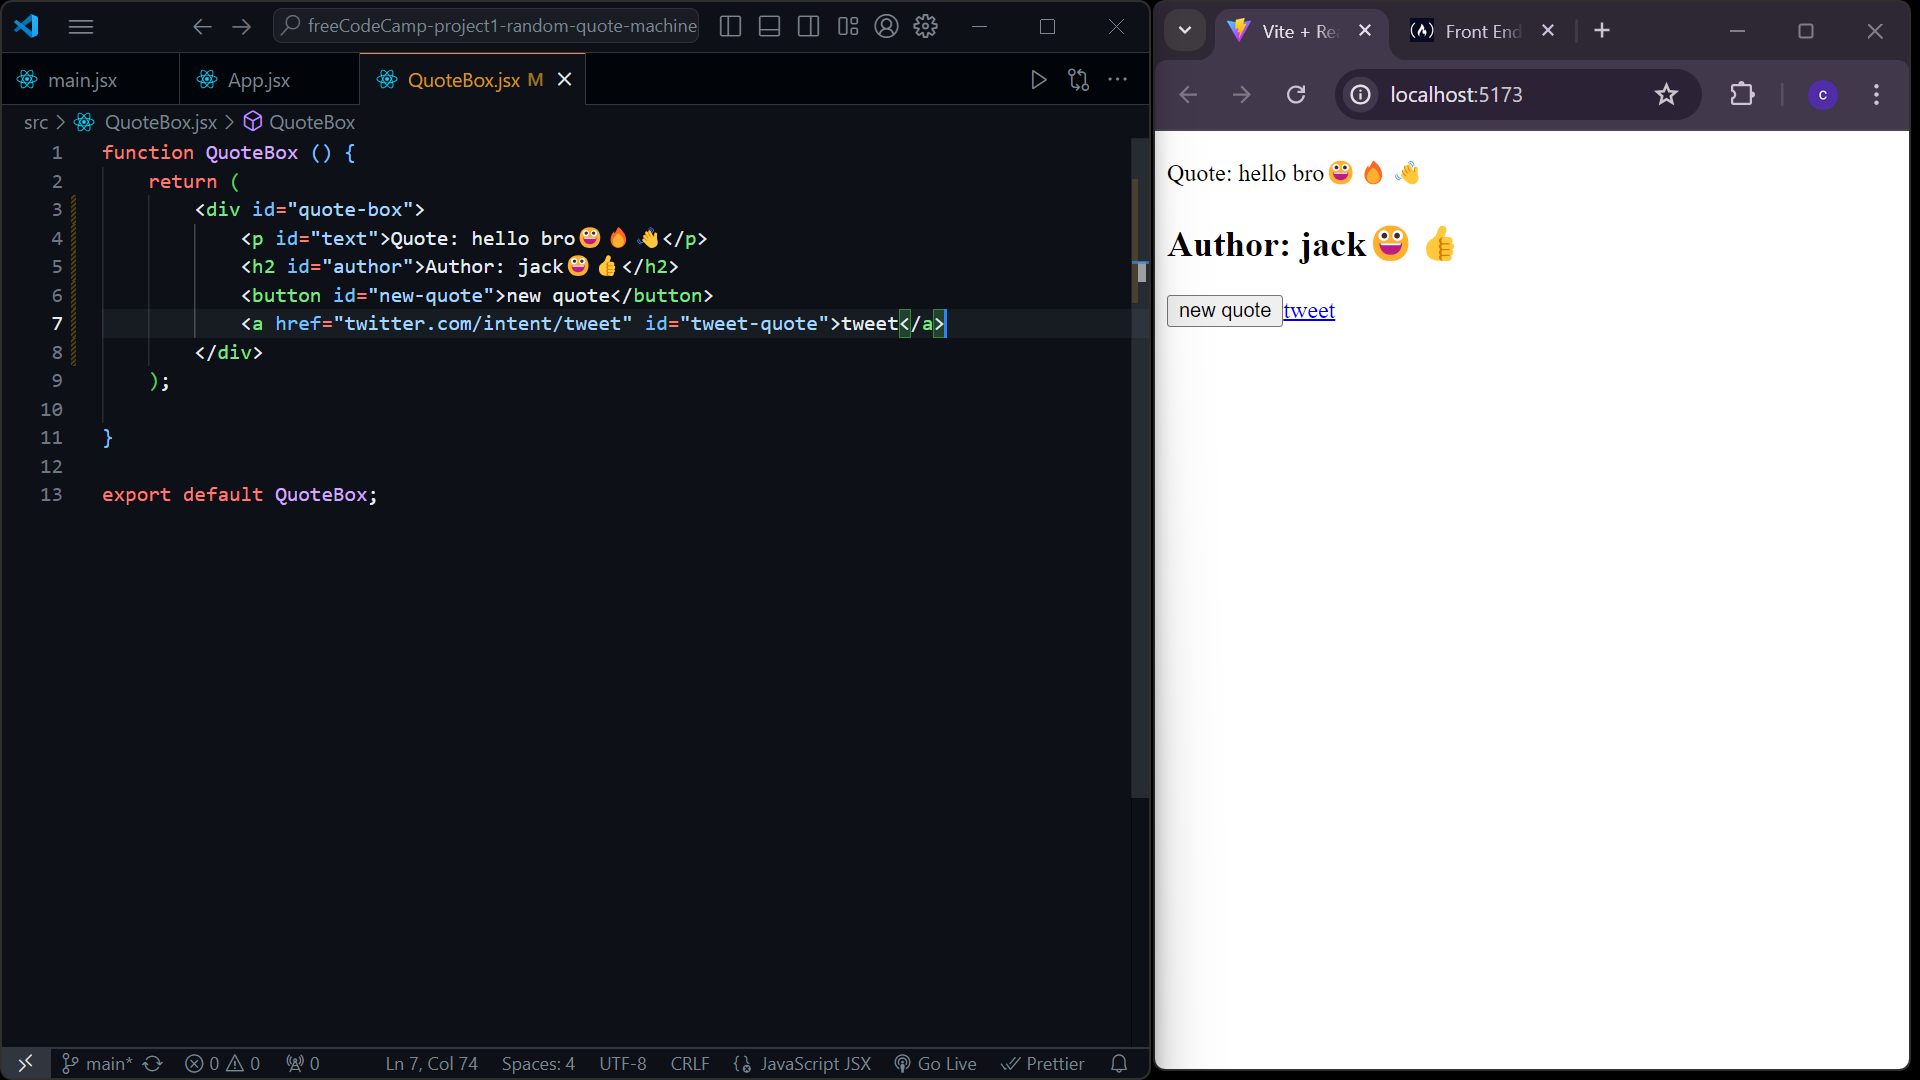 freeCodeCamp-project1-random-quote-machine
main.jsx
App.jsx
QuoteBox.jsx M
src > QuoteBox.jsx > QuoteBox
1 function QuoteBox () {
2 return (
3 <div id="quote-box">
4 <p id="text">Quote: hello bro😀🔥👋</p>
5 <h2 id="author">Author: jack😀👍</h2>
6 <button id="new-quote">new quote</button>
7 <a href="twitter.com/intent/tweet" id="tweet-quote">tweet</a>
8 </div>
9 );
10
11 }
12
13 export default QuoteBox;
main* 0 0 0 Ln 7, Col 74 Spaces: 4 UTF-8 CRLF JavaScript JSX Go Live Prettier
Vite + Re
Front End
localhost:5173
c
Quote: hello bro😀🔥👋
Author: jack😀👍
new quote tweet